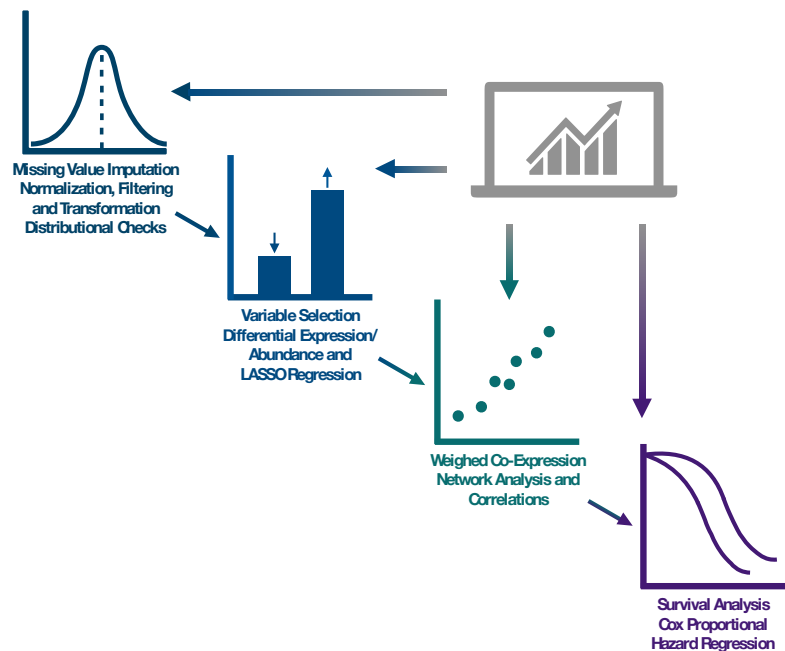 Missing Value Imputation
Normalization, Filtering
and Transformation
Distributional Checks
Variable Selection
Differential Expression/
Abundance and
LASSO Regression
Weighed Co-Expression
Network Analysis and
Correlations
Survival Analysis
Cox Proportional
Hazard Regression